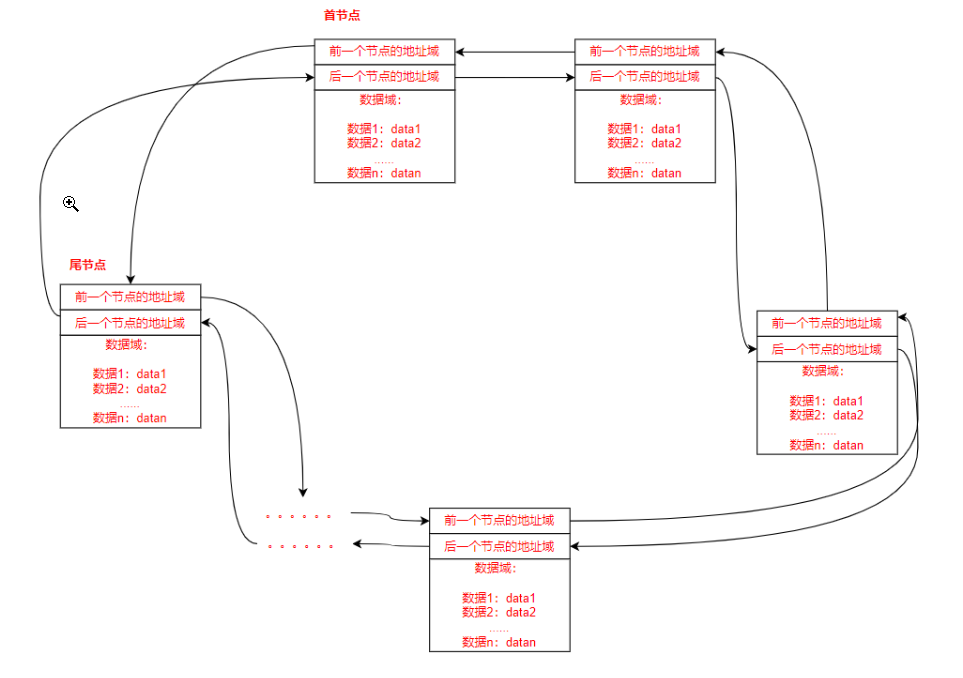 首节点
前一个节点的地址域
后一个节点的地址域
数据域：
数据1：data1
数据2：data2
......
数据n：datan
前一个节点的地址域
后一个节点的地址域
数据域：
数据1：data1
数据2：data2
......
数据n：datan
尾节点
前一个节点的地址域
后一个节点的地址域
数据域：
数据1：data1
数据2：data2
......
数据n：datan
前一个节点的地址域
后一个节点的地址域
数据域：
数据1：data1
数据2：data2
......
数据n：datan
。。。。。。
。。。。。。
前一个节点的地址域
后一个节点的地址域
数据域：
数据1：data1
数据2：data2
......
数据n：datan